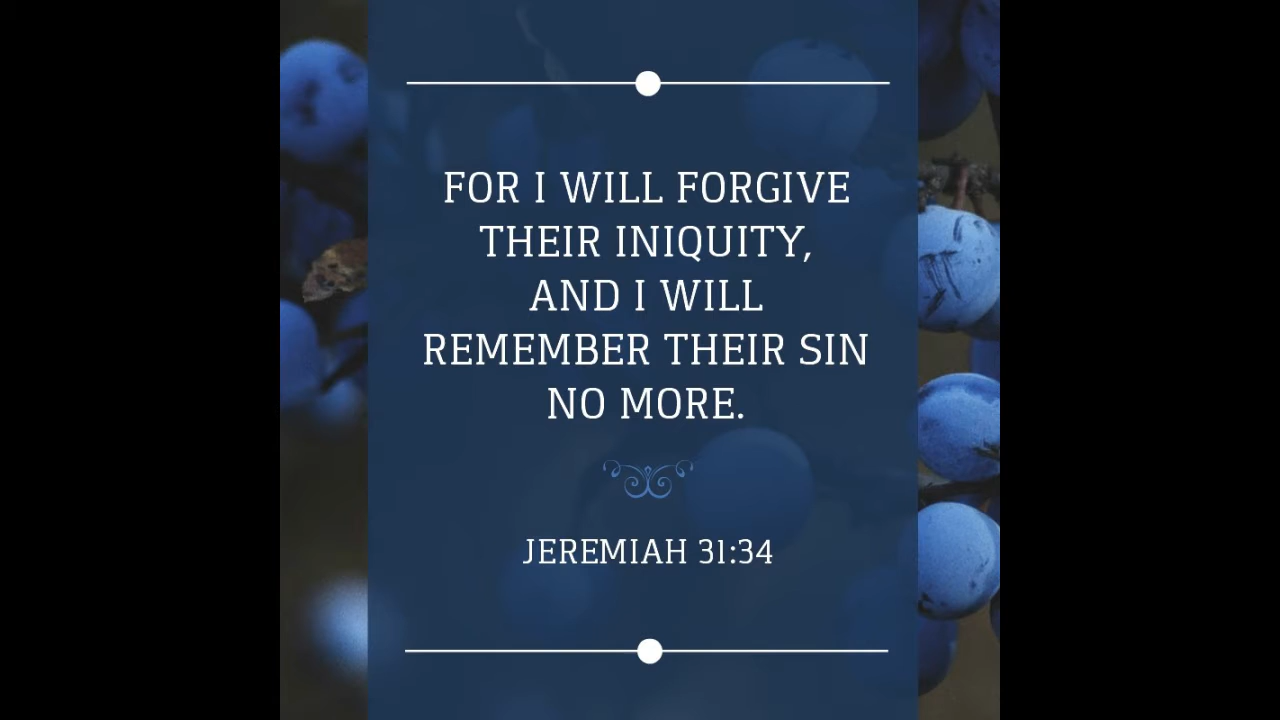 FOR I WILL FORGIVE
THEIR INIQUITY,
AND I WILL
REMEMBER THEIR SIN
NO MORE.
JEREMIAH 31:34